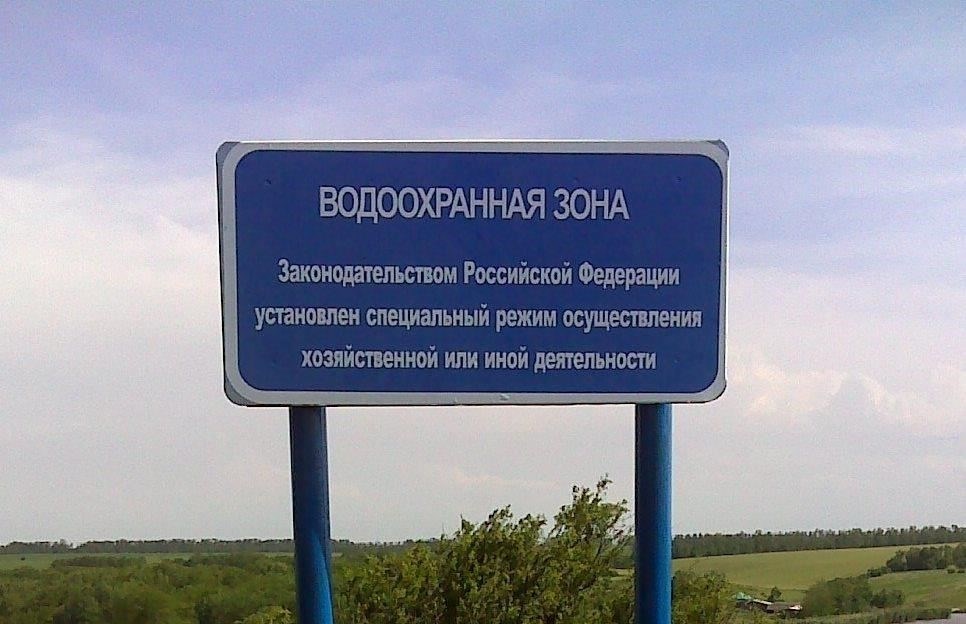 ВОДООХРАННАЯ ЗОНА
Законодательством Российской Федерации
установлен специальный режим осуществления
хозяйственной или иной деятельности